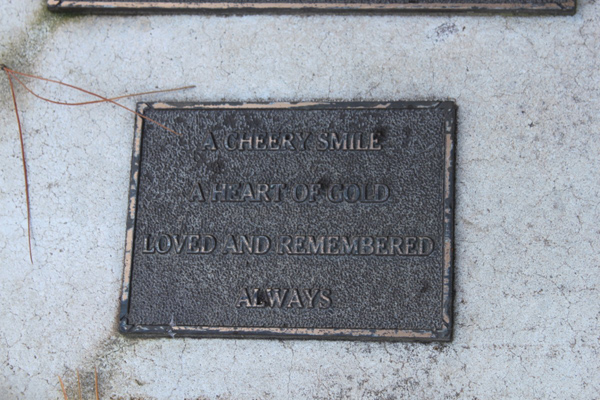 A CHEERY SMILE
A HEART OF GOLD
LOVED AND REMEMBERED
ALWAYS